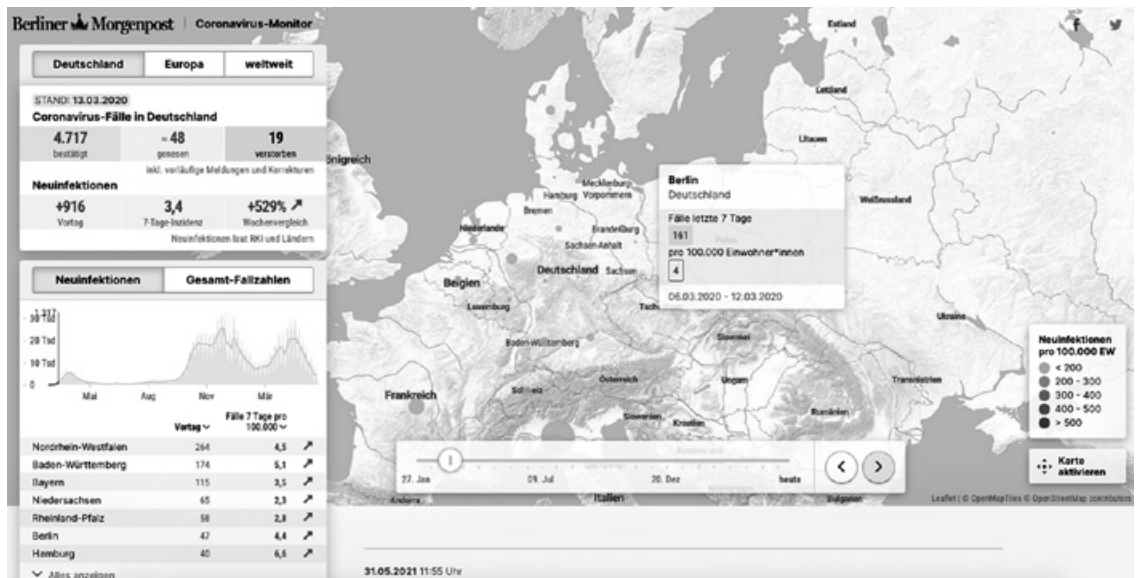 Berliner Morgenpost | Coronavirus-Monitor
Deutschland Europa weltweit
STAND: 13.03.2020
Coronavirus-Fälle in Deutschland
4.717 ≈ 48 19
bestätigt genesen verstorben
inkl. vorläufige Meldungen und Korrekturen
Neuinfektionen
+916 3,4 +529% ↗
Vortag 7-Tage-Inzidenz Wochenvergleich
Neuinfektionen laut RKI und Ländern
Neuinfektionen Gesamt-Fallzahlen
30 Tsd
20 Tsd
10 Tsd
0
Mai Aug Nov Mär
Vortag Fälle 7 Tage pro 100.000
Nordrhein-Westfalen 264 4,5 ↗
Baden-Württemberg 174 5,1 ↗
Bayern 115 3,5 ↗
Niedersachsen 65 2,3 ↗
Rheinland-Pfalz 58 2,8 ↗
Berlin 47 4,4 ↗
Hamburg 40 6,5 ↗
Alles anzeigen
Estland
Lettland
Litauen
Weißrussland
önigreich
Mecklenburg-
Hamburg Vorpommern
Bremen
Niederlande Brandenburg
Sachsen-Anhalt
Deutschland Sachsen
Belgien
Luxemburg Tsch
Baden-Württemberg
Slowakei
Ukraine
Frankreich Schweiz Österreich Ungarn Transnistrien
Slowenien Kroatien Rumänien
Andorra Italien Bulgarien
Berlin
Deutschland
Fälle letzte 7 Tage
161
pro 100.000 Einwohner*innen
4
06.03.2020 - 12.03.2020
Neuinfektionen
pro 100.000 EW
< 200
200 - 300
300 - 400
400 - 500
> 500
Karte
aktivieren
27. Jan 09. Jul 20. Dez heute
Leaflet | © OpenMapTiles © OpenStreetMap contributors
31.05.2021 11:55 Uhr